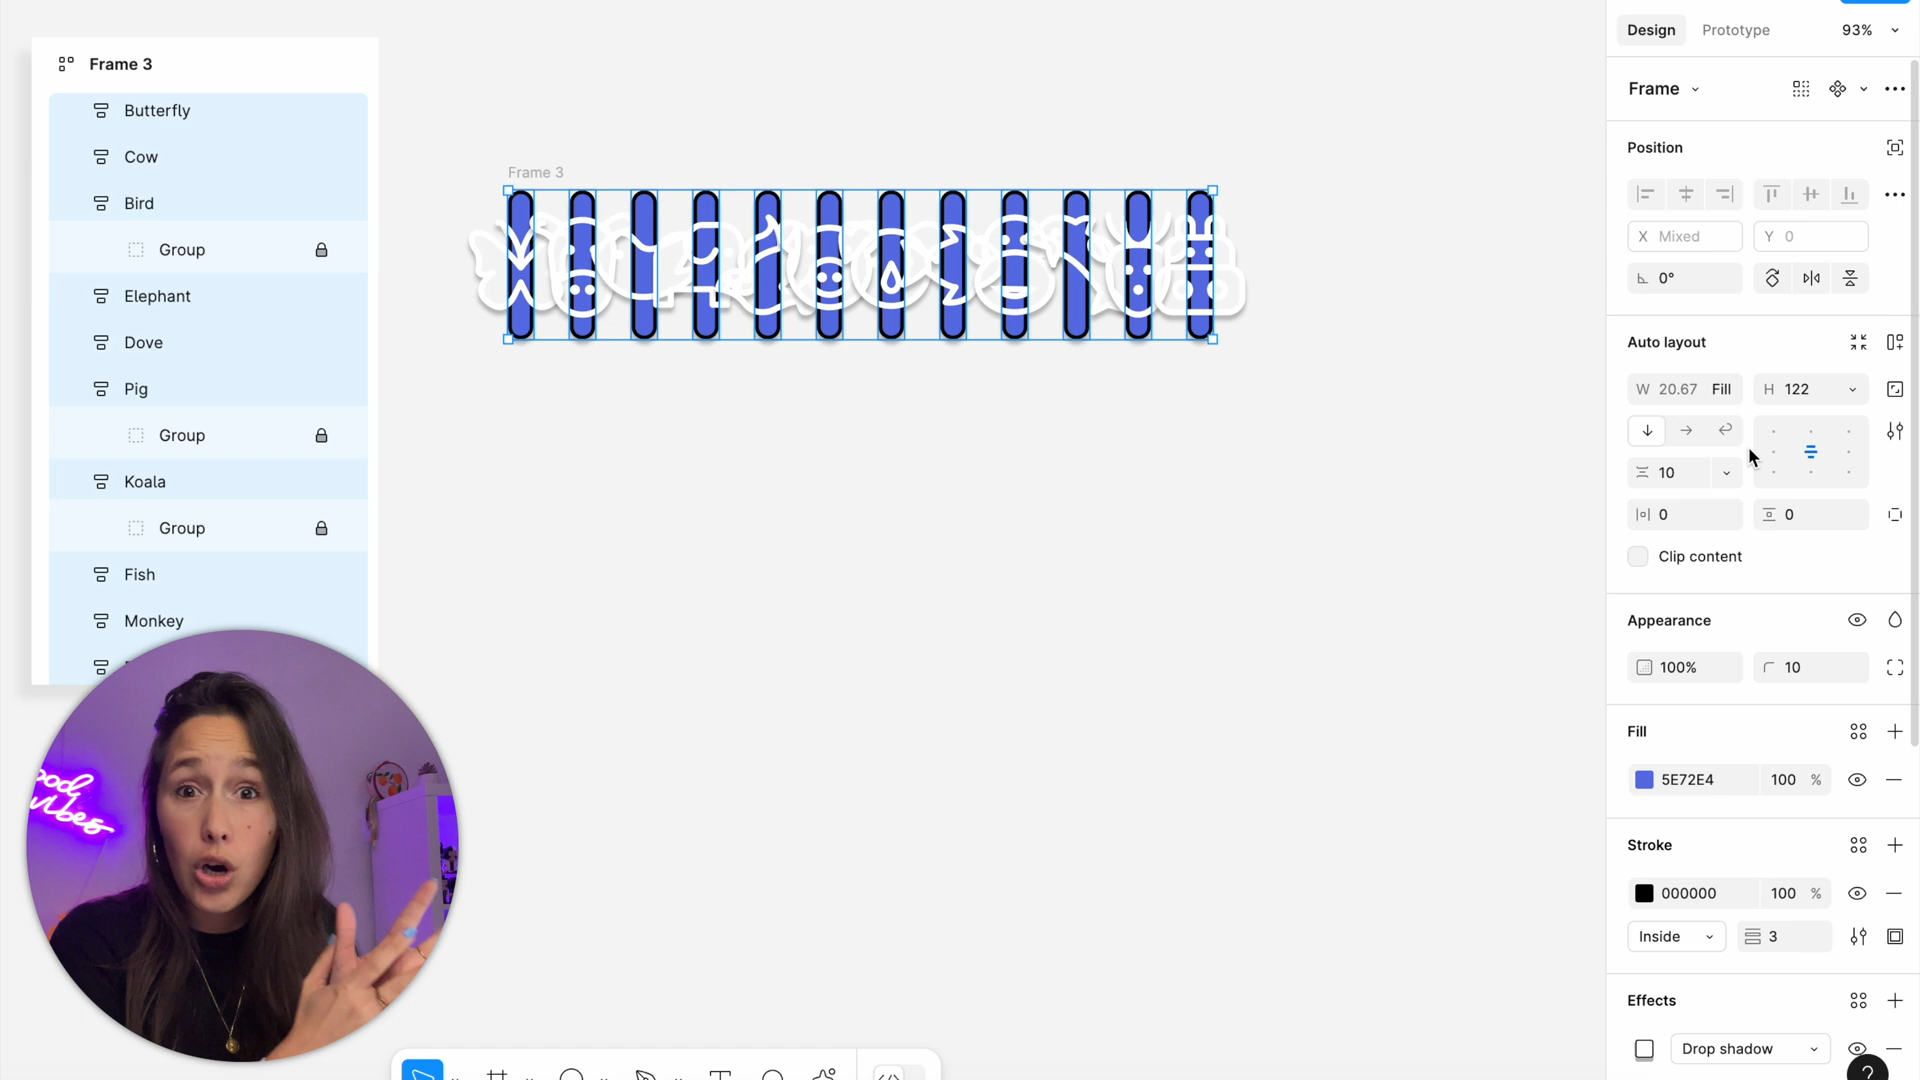 Frame 3
Butterfly
Cow
Bird
Group
Elephant
Dove
Pig
Group
Koala
Group
Fish
Monkey
ood
vibes
Frame 3
Design
Prototype
93%
Frame
Position
X Mixed
Y 0
0°
Auto layout
W 20.67 Fill
H 122
10
0
0
Clip content
Appearance
100%
10
Fill
5E72E4
100 %
Stroke
000000
100 %
Inside
3
Effects
Drop shadow
?